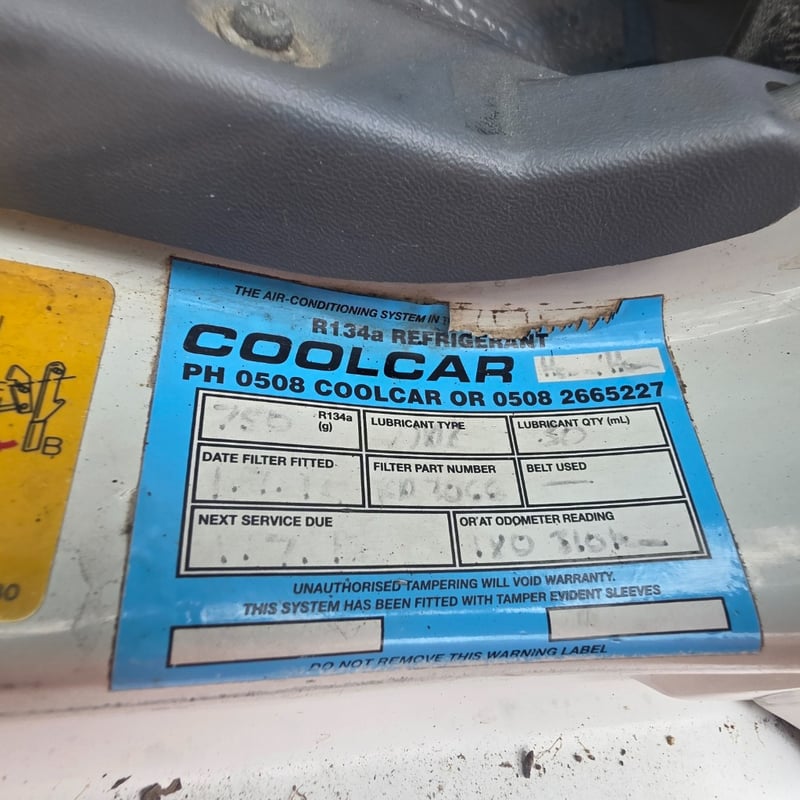 THE AIR-CONDITIONING SYSTEM IN
R134a REFRIGERANT
COOLCAR
PH 0508 COOLCAR OR 0508 2665227
750 R134a (g)
LUBRICANT TYPE
LUBRICANT QTY (mL)
50
DATE FILTER FITTED
FILTER PART NUMBER
BELT USED
NEXT SERVICE DUE
OR AT ODOMETER READING
UNAUTHORISED TAMPERING WILL VOID WARRANTY.
THIS SYSTEM HAS BEEN FITTED WITH TAMPER EVIDENT SLEEVES
DO NOT REMOVE THIS WARNING LABEL
B